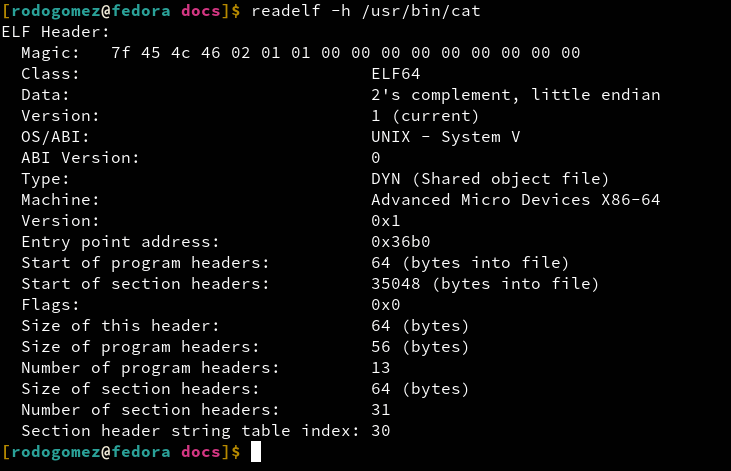 [rodogomez@fedora docs]$ readelf -h /usr/bin/cat
ELF Header:
  Magic:   7f 45 4c 46 02 01 01 00 00 00 00 00 00 00 00 00
  Class:                             ELF64
  Data:                              2's complement, little endian
  Version:                           1 (current)
  OS/ABI:                            UNIX - System V
  ABI Version:                       0
  Type:                              DYN (Shared object file)
  Machine:                           Advanced Micro Devices X86-64
  Version:                           0x1
  Entry point address:               0x36b0
  Start of program headers:          64 (bytes into file)
  Start of section headers:          35048 (bytes into file)
  Flags:                             0x0
  Size of this header:               64 (bytes)
  Size of program headers:           56 (bytes)
  Number of program headers:         13
  Size of section headers:           64 (bytes)
  Number of section headers:         31
  Section header string table index: 30
[rodogomez@fedora docs]$